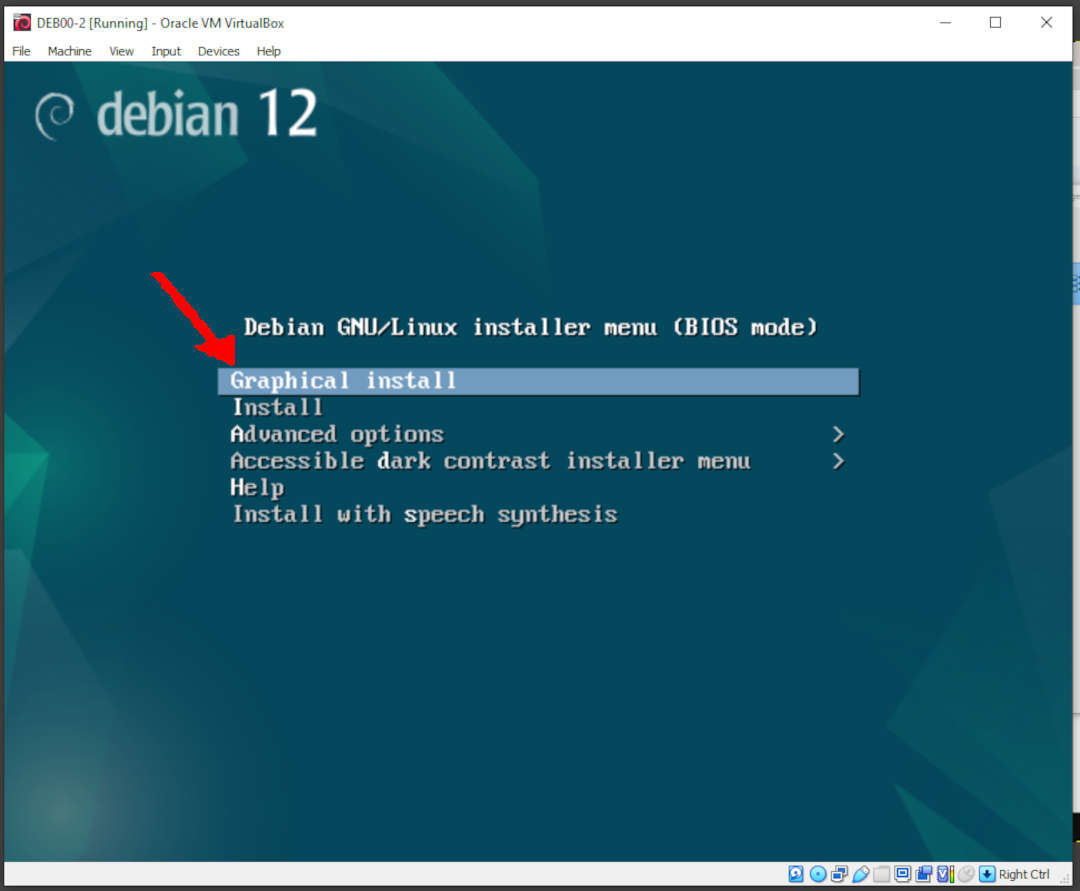 DEB00-2 [Running] - Oracle VM VirtualBox
File Machine View Input Devices Help
debian 12
Debian GNU/Linux installer menu (BIOS mode)
Graphical install
Install
Advanced options >
Accessible dark contrast installer menu >
Help
Install with speech synthesis
Right Ctrl